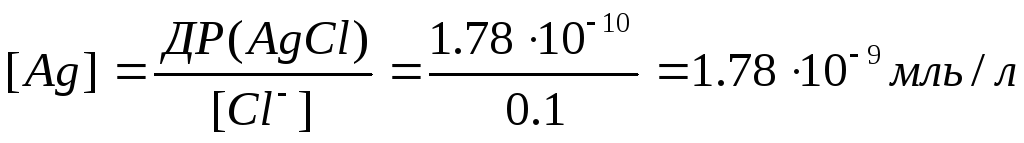 [Ag] = ДР(AgCl) / [Cl⁻] = 1.78 ·10⁻¹⁰ / 0.1 = 1.78 ·10⁻⁹ мль / л